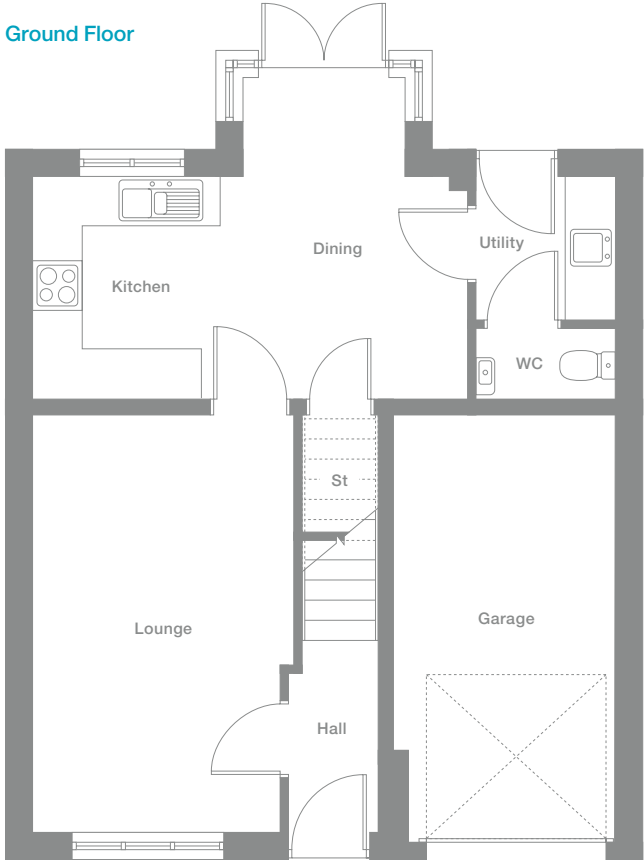 Ground Floor
Dining
Utility
Kitchen
WC
St
Lounge
Garage
Hall